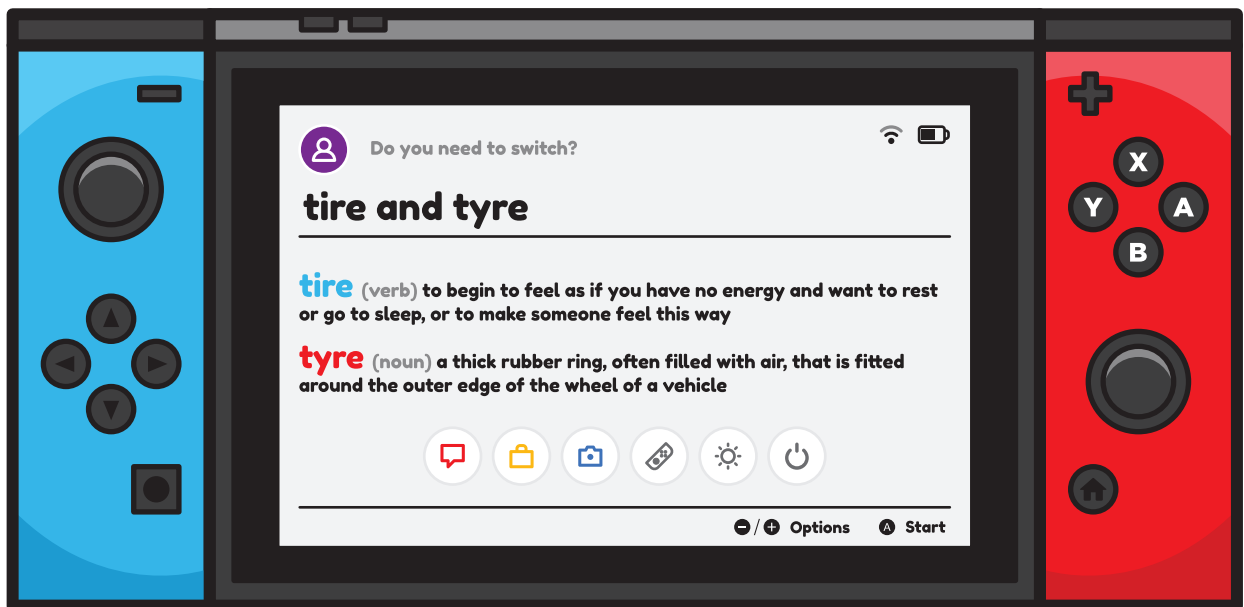 Do you need to switch?
tire and tyre
tire (verb) to begin to feel as if you have no energy and want to rest
or go to sleep, or to make someone feel this way
tyre (noun) a thick rubber ring, often filled with air, that is fitted
around the outer edge of the wheel of a vehicle
X
Y A
B
-/+ Options A Start